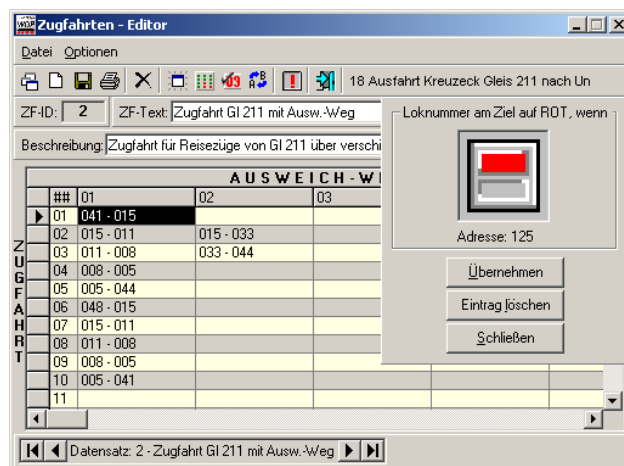 Zugfahrten - Editor
Datei Optionen
18 Ausfahrt Kreuzeck Gleis 211 nach Un
ZF-ID: 2 ZF-Text: Zugfahrt Gl 211 mit Ausw.-Weg
Loknummer am Ziel auf ROT, wenn
Beschreibung: Zugfahrt für Reisezüge von Gl 211 über verschi
Adresse: 125
Übernehmen
Eintrag löschen
Schließen
AUSWEICH-W
## 01 02 03
01 041 - 015
02 015 - 011 015 - 033
03 011 - 008 033 - 044
04 008 - 005
05 005 - 044
06 048 - 015
07 015 - 011
08 011 - 008
09 008 - 005
10 005 - 041
11
ZUGFAHRT
Datensatz: 2 - Zugfahrt Gl 211 mit Ausw.-Weg